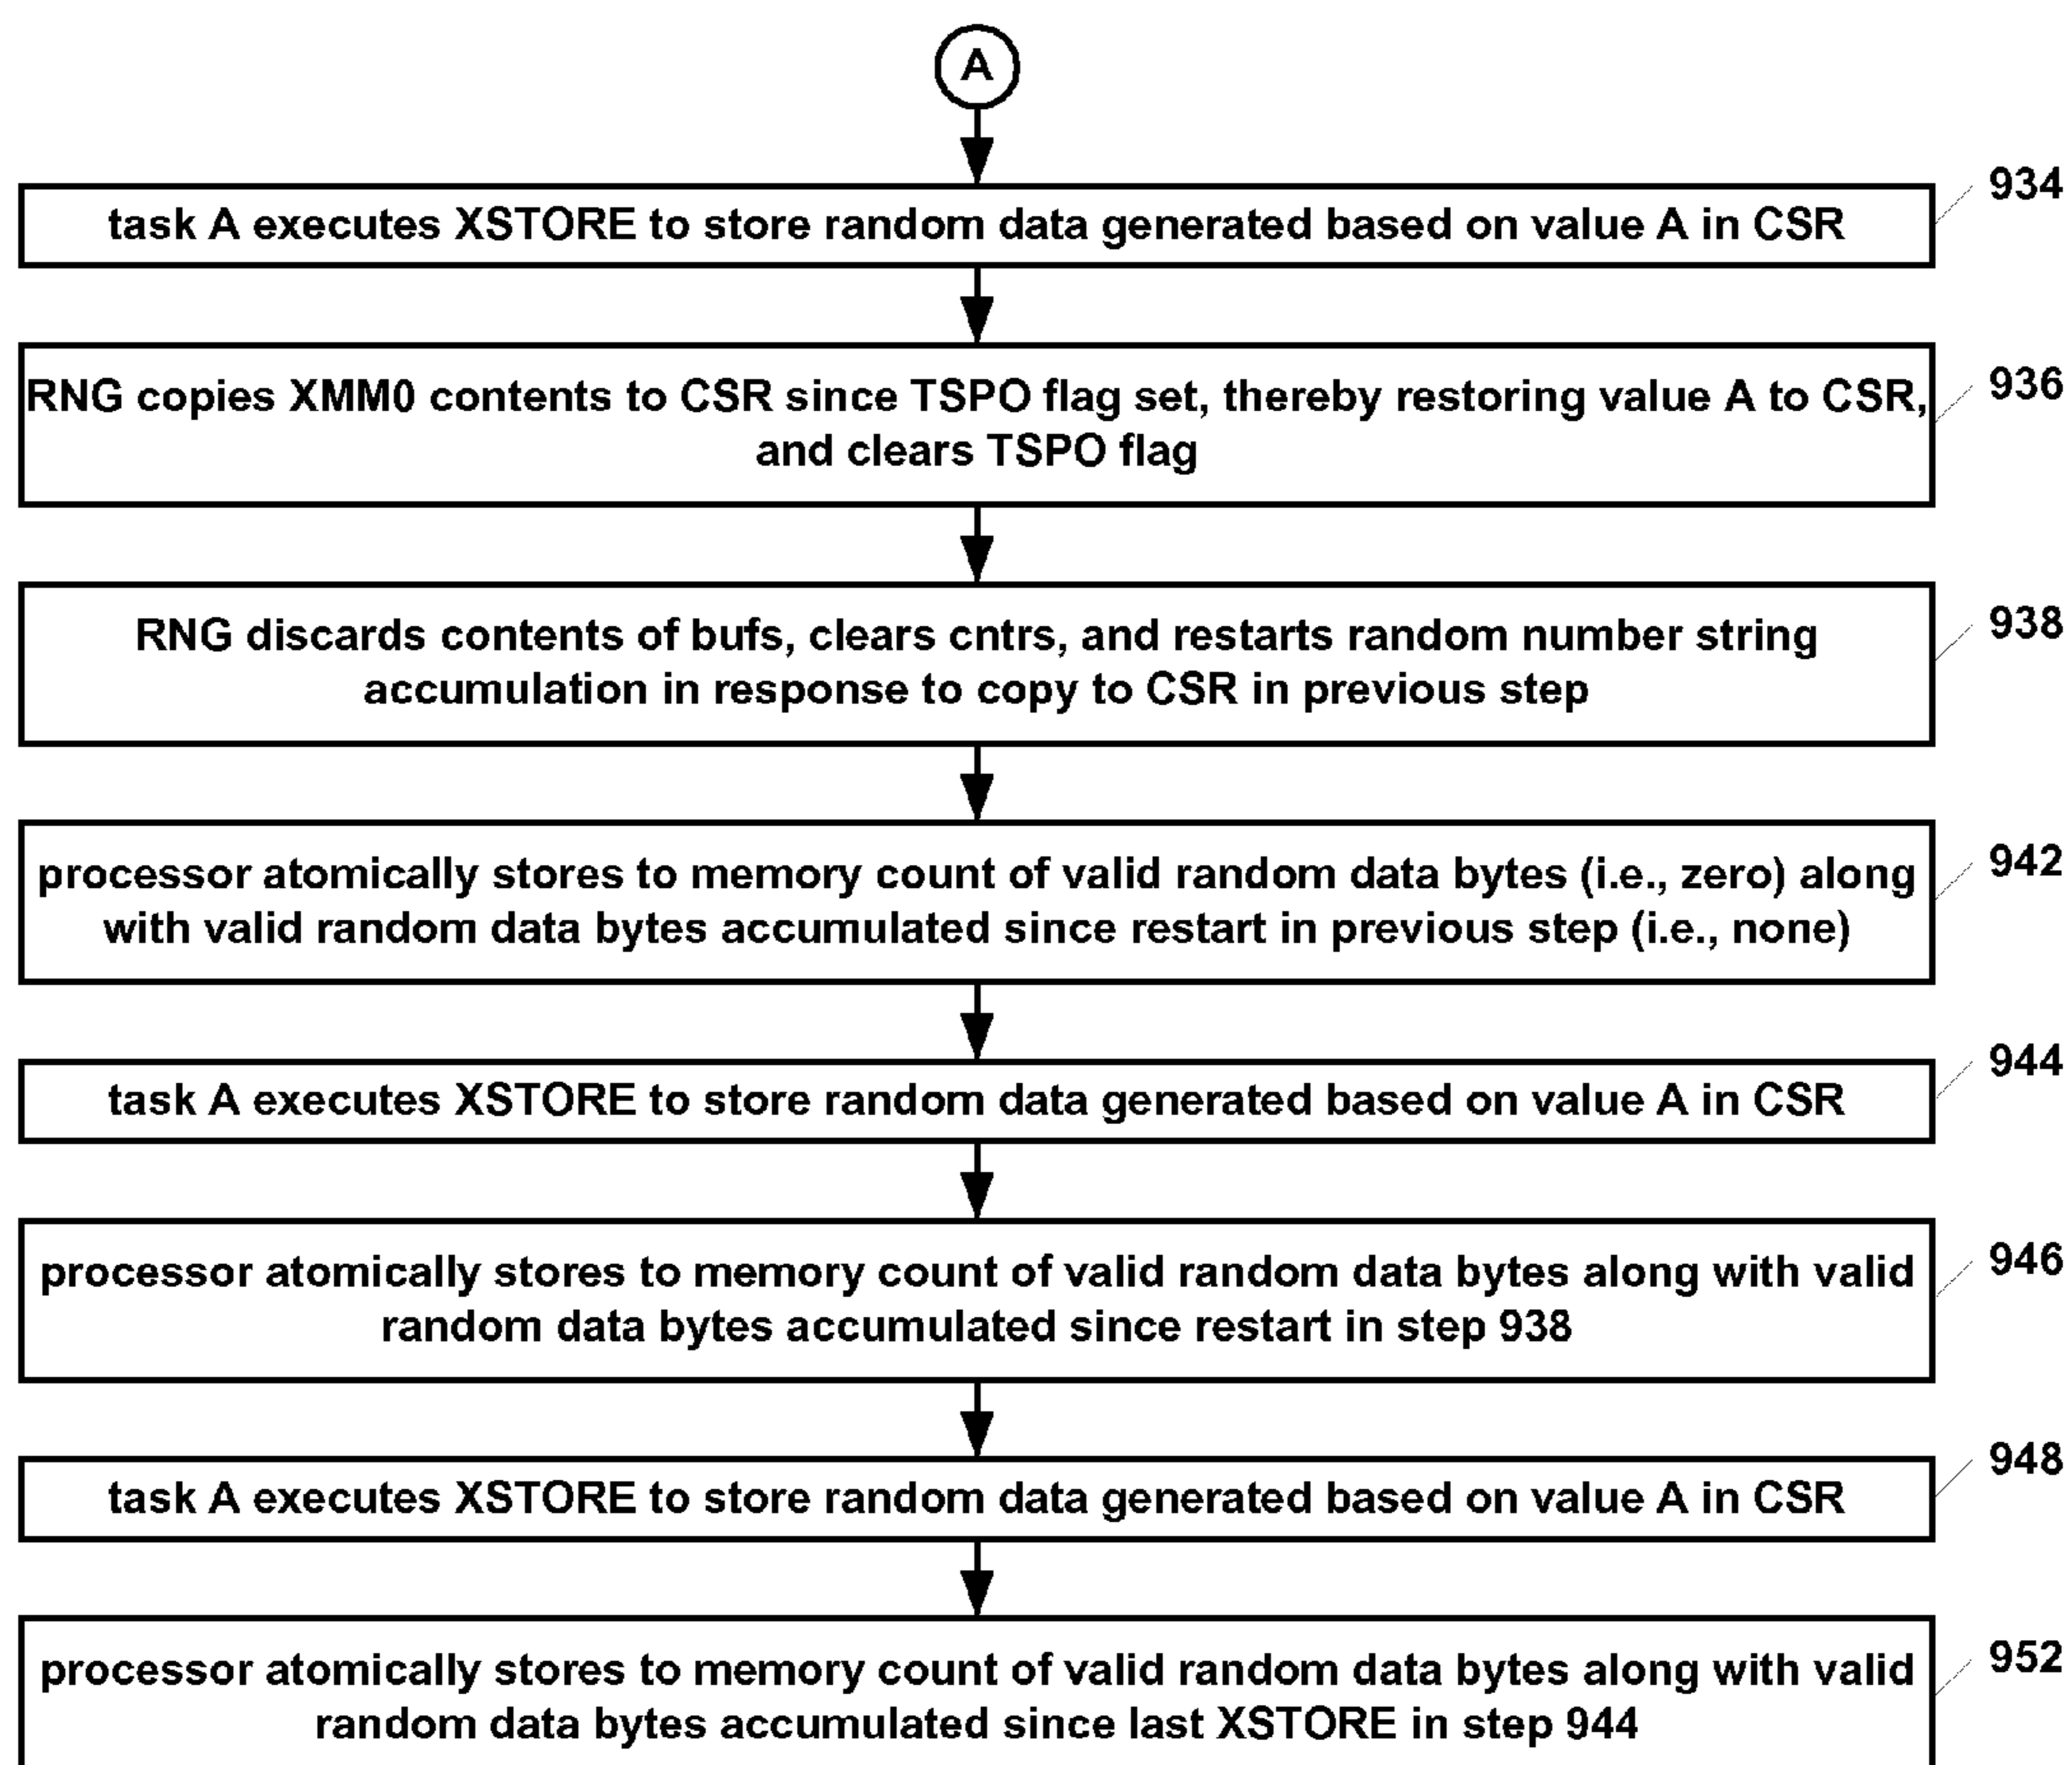 A
934
task A executes XSTORE to store random data generated based on value A in CSR
936
RNG copies XMM0 contents to CSR since TSPO flag set, thereby restoring value A to CSR,
and clears TSPO flag
938
RNG discards contents of bufs, clears cntrs, and restarts random number string
accumulation in response to copy to CSR in previous step
942
processor atomically stores to memory count of valid random data bytes (i.e., zero) along
with valid random data bytes accumulated since restart in previous step (i.e., none)
944
task A executes XSTORE to store random data generated based on value A in CSR
946
processor atomically stores to memory count of valid random data bytes along with valid
random data bytes accumulated since restart in step 938
948
task A executes XSTORE to store random data generated based on value A in CSR
952
processor atomically stores to memory count of valid random data bytes along with valid
random data bytes accumulated since last XSTORE in step 944